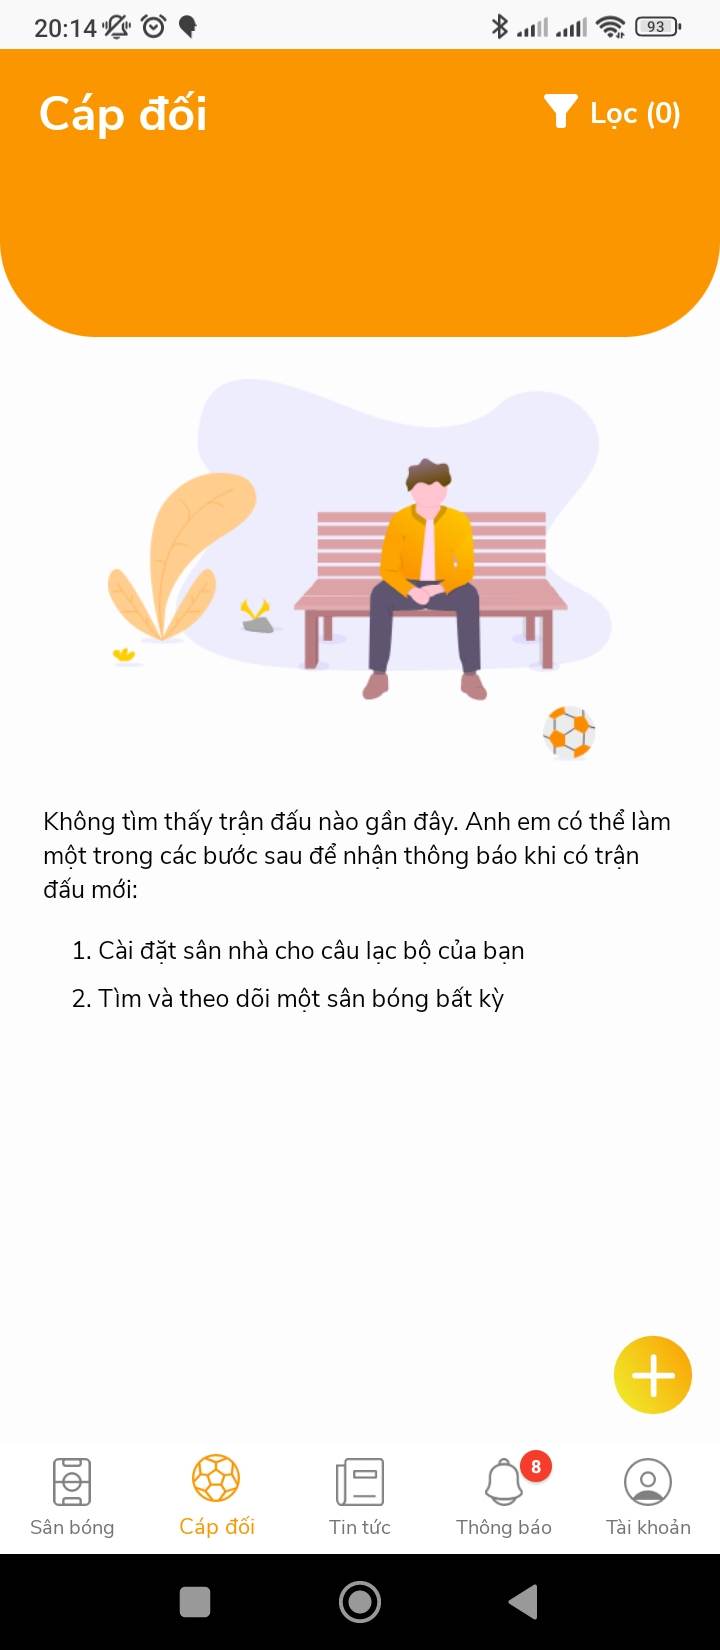 20:14
93
Cáp đối
Lọc (0)
Không tìm thấy trận đấu nào gần đây. Anh em có thể làm
một trong các bước sau để nhận thông báo khi có trận
đấu mới:
1. Cài đặt sân nhà cho câu lạc bộ của bạn
2. Tìm và theo dõi một sân bóng bất kỳ
8
Sân bóng
Cáp đối
Tin tức
Thông báo
Tài khoản